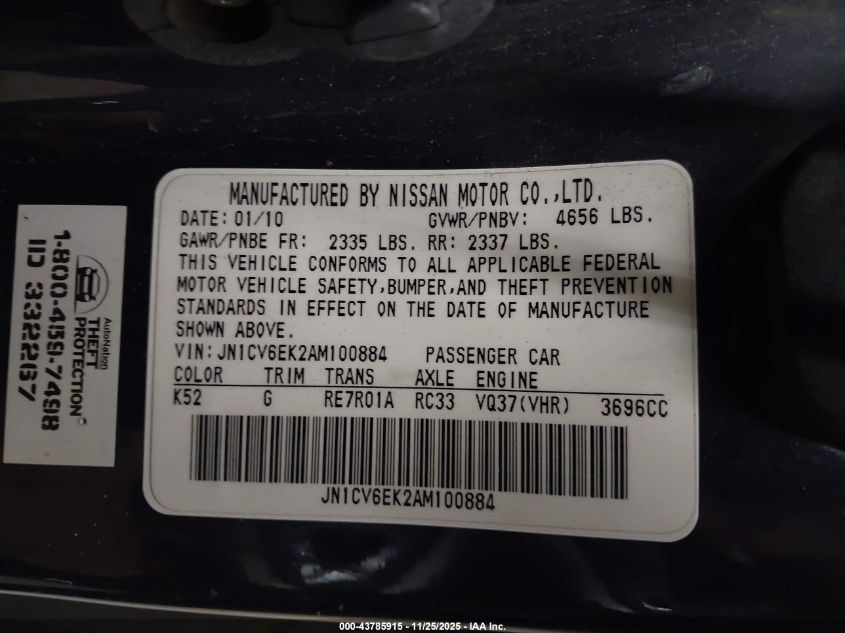 MANUFACTURED BY NISSAN MOTOR CO.,LTD.
DATE: 01/10 GVWR/PNBV: 4656 LBS.
GAWR/PNBE FR: 2335 LBS. RR: 2337 LBS.
THIS VEHICLE CONFORMS TO ALL APPLICABLE FEDERAL
MOTOR VEHICLE SAFETY,BUMPER,AND THEFT PREVENTION
STANDARDS IN EFFECT ON THE DATE OF MANUFACTURE
SHOWN ABOVE.
VIN: JN1CV6EK2AM100884 PASSENGER CAR
COLOR TRIM TRANS AXLE ENGINE
K52 G RE7R01A RC33 VQ37(VHR) 3696CC
JN1CV6EK2AM100884
AutoNation
THEFT
PROTECTION
1-800-459-7498
ID 332267
000-43785915 - 11/25/2025 - IAA Inc.